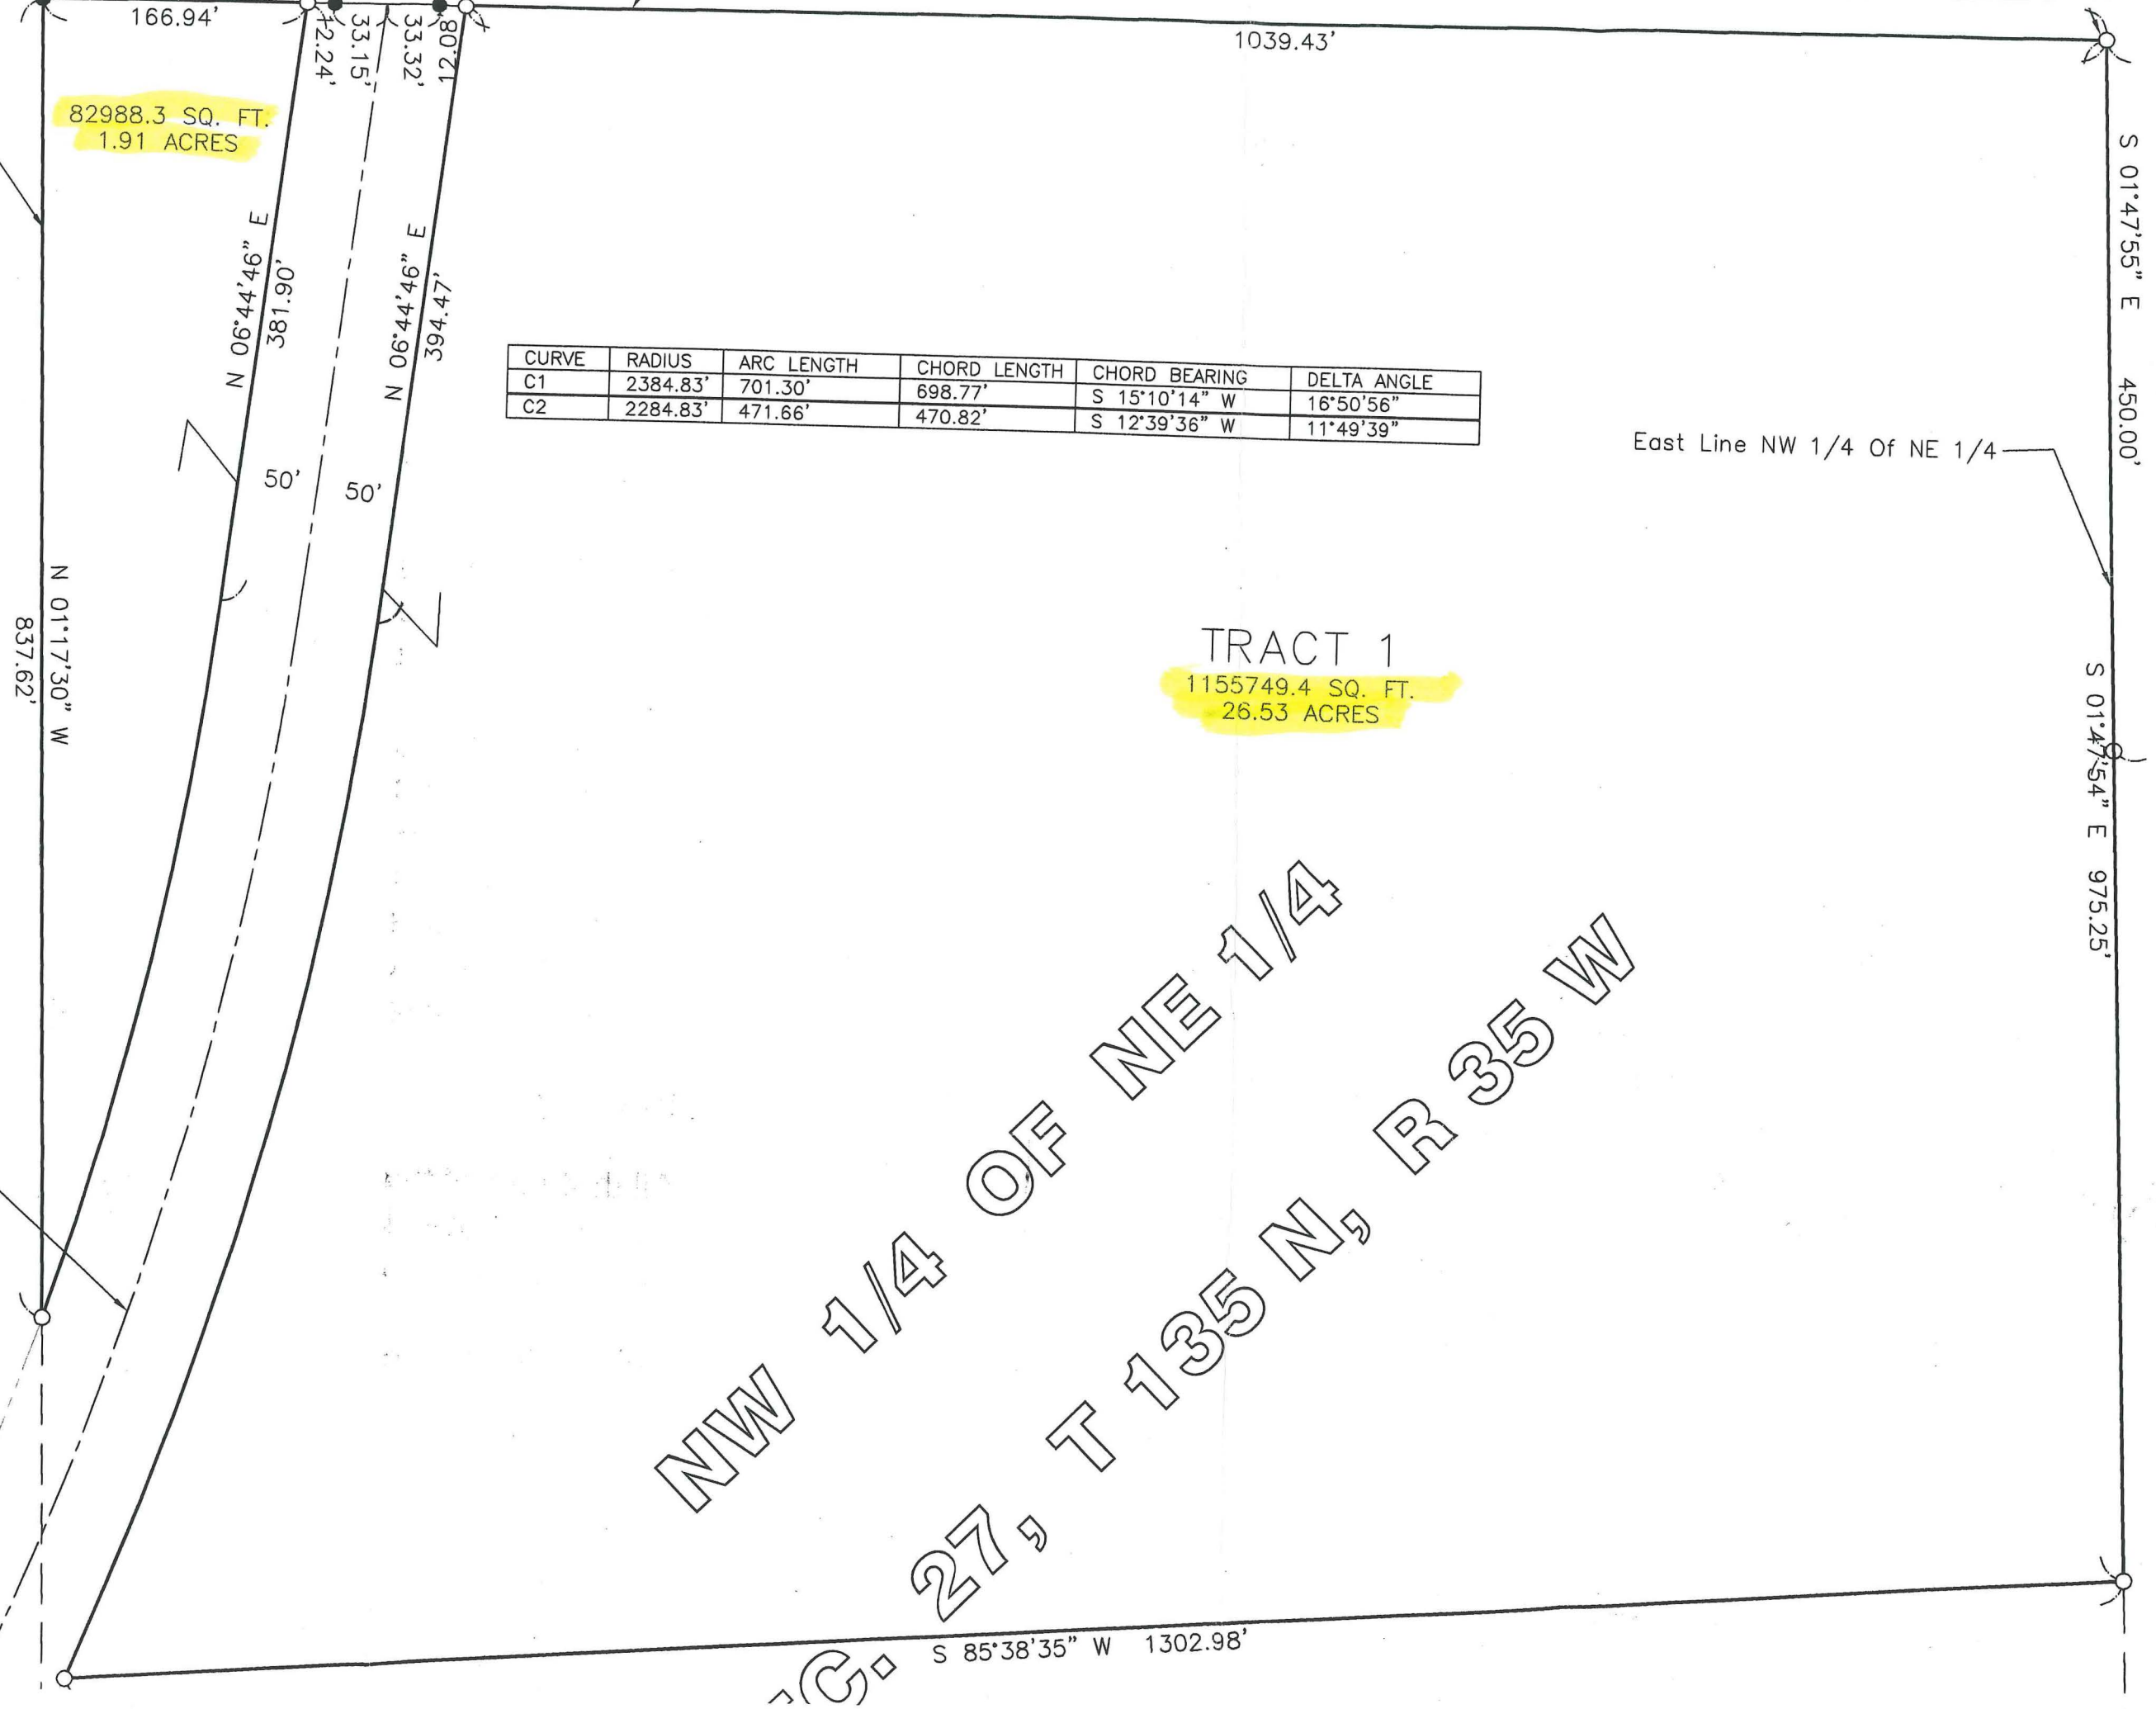 166.94'
2.24'
33.15'
33.32'
12.08'
1039.43'
82988.3 SQ. FT.
1.91 ACRES
N 06°44'46" E
381.90'
N 06°44'46" E
394.47'
S 01°47'55" E 450.00'
CURVE RADIUS ARC LENGTH CHORD LENGTH CHORD BEARING DELTA ANGLE
C1 2384.83' 701.30' 698.77' S 15°10'14" W 16°50'56"
C2 2284.83' 471.66' 470.82' S 12°39'36" W 11°49'39"
East Line NW 1/4 Of NE 1/4
50'
50'
N 01°17'30" W
837.62'
TRACT 1
1155749.4 SQ. FT.
26.53 ACRES
S 01°47'54" E 975.25'
NW 1/4 OF NE 1/4
C. 27, T 135 N, R 35 W
S 85°38'35" W 1302.98'